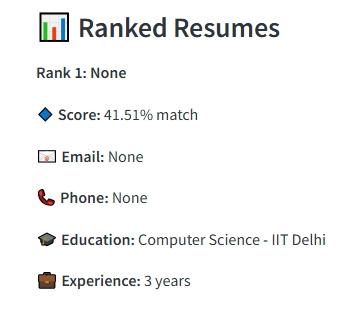 Ranked Resumes
Rank 1: None
Score: 41.51% match
Email: None
Phone: None
Education: Computer Science - IIT Delhi
Experience: 3 years